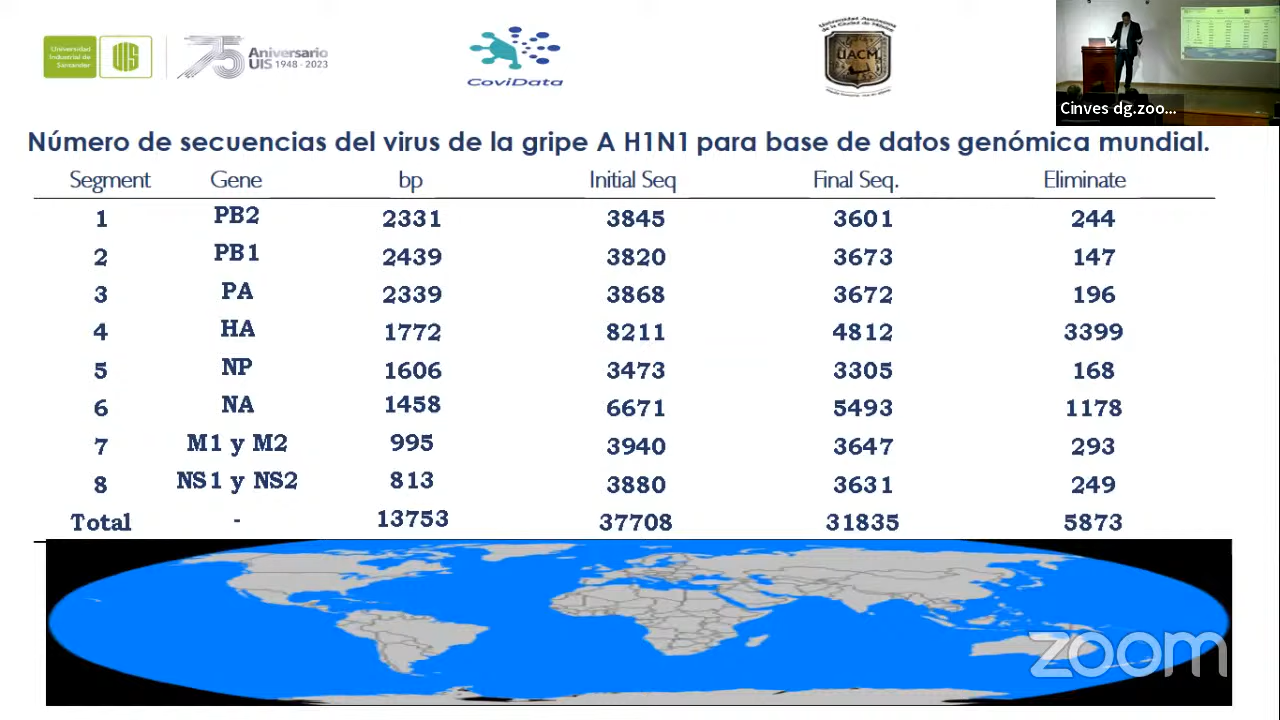 Universidad
Industrial de
Santander
UIS
75 Aniversario
UIS 1948 - 2023
CoviData
UACM
Cinves dg.zoo...
Número de secuencias del virus de la gripe A H1N1 para base de datos genómica mundial.
Segment Gene bp Initial Seq Final Seq. Eliminate
1 PB2 2331 3845 3601 244
2 PB1 2439 3820 3673 147
3 PA 2339 3868 3672 196
4 HA 1772 8211 4812 3399
5 NP 1606 3473 3305 168
6 NA 1458 6671 5493 1178
7 M1 y M2 995 3940 3647 293
8 NS1 y NS2 813 3880 3631 249
Total - 13753 37708 31835 5873
zoom